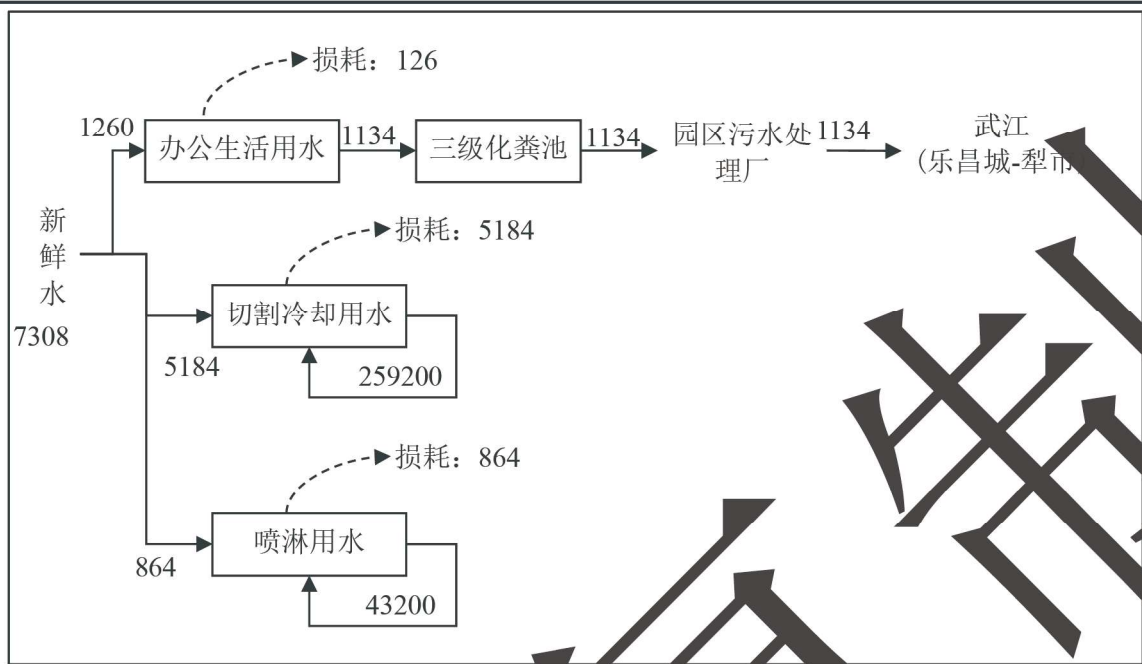 损耗：126
1260
办公生活用水
1134
三级化粪池
1134
园区污水处
理厂
1134
武江
(乐昌城-犁市)
新
鲜
水
7308
损耗：5184
5184
切割冷却用水
259200
损耗：864
864
喷淋用水
43200